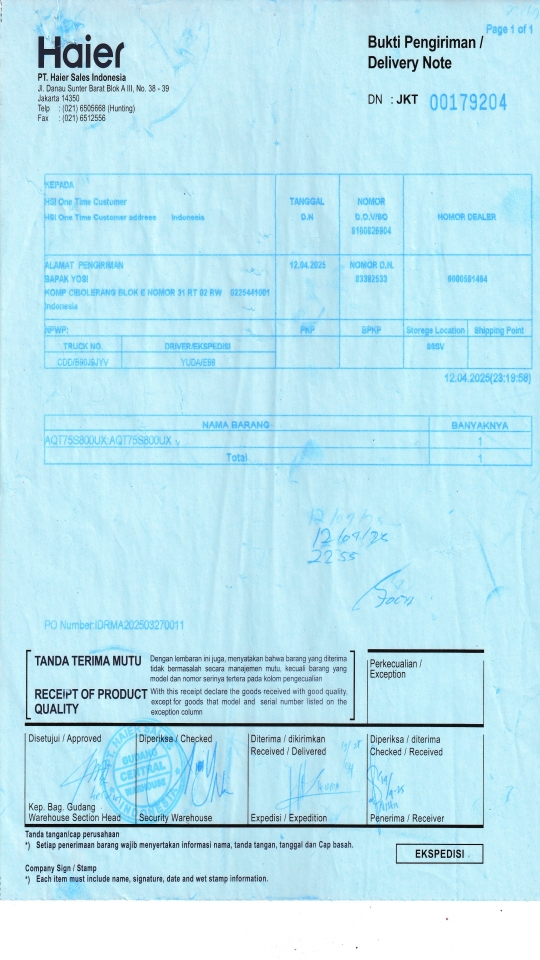 Page 1 of 1
Haier
Bukti Pengiriman /
Delivery Note
PT. Haier Sales Indonesia
Jl. Danau Sunter Barat Blok A III, No. 38 - 39
Jakarta 14350
Telp : (021) 6505668 (Hunting)
Fax : (021) 6512556
DN : JKT 00179204
KEPADA
HSI One Time Customer
HSI One Time Customer address Indonesia
TANGGAL
D.N
NOMOR
D.O.V/SO
NOMOR DEALER
ALAMAT PENGIRIMAN
BAPAK YOSI
KOMP CIBOLERANG BLOK E NOMOR 31 RT 02 RW
Indonesia
12.04.2025
NOMOR D.N.
NPWP:
PKP
BPKP
Storege Location
Shipping Point
TRUCK NO.
DRIVER/EKSPEDISI
12.04.2025[23:19:58]
NAMA BARANG
BANYAKNYA
AQT75S800UX:AQT75S800UX
1
Total
1
22 55
PO Number:IDRMA202503270011
TANDA TERIMA MUTU
Dengan lembaran ini juga, menyatakan bahwa barang yang diterima
tidak bermasalah secara manajemen mutu, kecuali barang yang
model dan nomor serinya tertera pada kolom pengecualian
RECEIPT OF PRODUCT
QUALITY
With this receipt declare the goods received with good quality,
except for goods that model and serial number listed on the
exception column
Perkecualian /
Exception
Disetujui / Approved
Diperiksa / Checked
Diterima / dikirimkan
Received / Delivered
Diperiksa / diterima
Checked / Received
GUDANG
CENTRAL
WAREHOUSE
Kep. Bag. Gudang
Warehouse Section Head
Security Warehouse
Expedisi / Expedition
Penerima / Receiver
Tanda tangan/cap perusahaan
*) Setiap penerimaan barang wajib menyertakan informasi nama, tanda tangan, tanggal dan Cap basah.
EKSPEDISI
Company Sign / Stamp
*) Each item must include name, signature, date and wet stamp information.